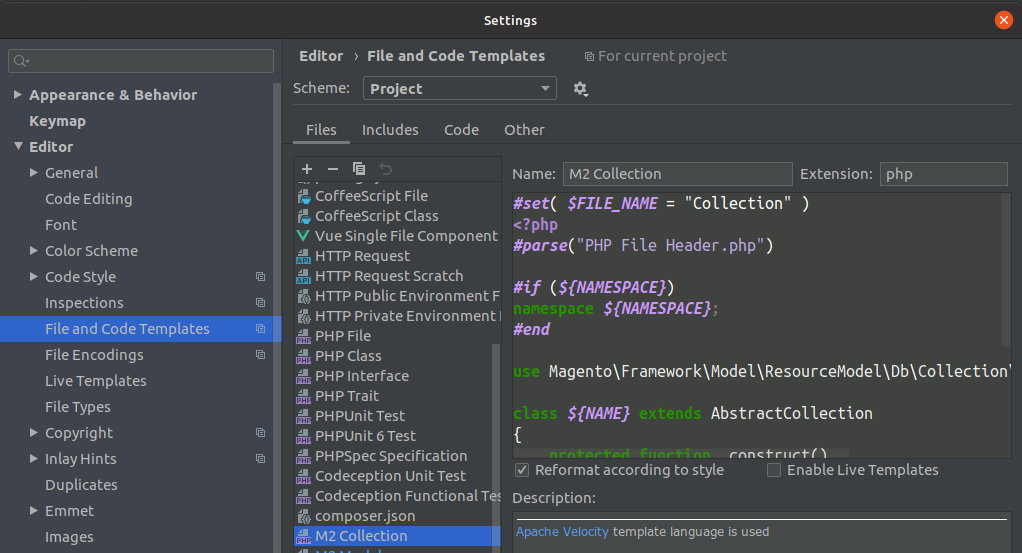 Settings
Appearance & Behavior
Keymap
Editor
General
Code Editing
Font
Color Scheme
Code Style
Inspections
File and Code Templates
File Encodings
Live Templates
File Types
Copyright
Inlay Hints
Duplicates
Emmet
Images
Editor › File and Code Templates
For current project
Scheme: Project
Files Includes Code Other
CoffeeScript File
CoffeeScript Class
Vue Single File Component
HTTP Request
HTTP Request Scratch
HTTP Public Environment F
HTTP Private Environment
PHP File
PHP Class
PHP Interface
PHP Trait
PHPUnit Test
PHPUnit 6 Test
PHPSpec Specification
Codeception Unit Test
Codeception Functional Tes
composer.json
M2 Collection
Name: M2 Collection Extension: php
#set( $FILE_NAME = "Collection" )
<?php
#parse("PHP File Header.php")
#if (${NAMESPACE})
namespace ${NAMESPACE};
#end
use Magento\Framework\Model\ResourceModel\Db\Collection\
class ${NAME} extends AbstractCollection
{
protected function _construct()
Reformat according to style
Enable Live Templates
Description:
Apache Velocity template language is used